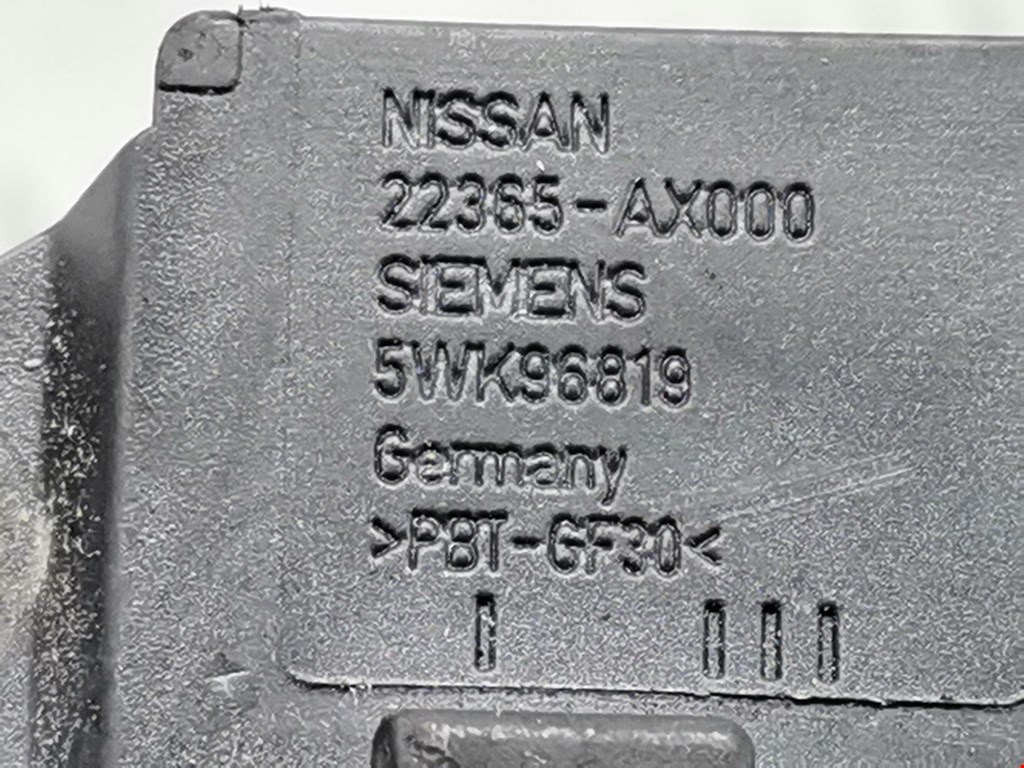 NISSAN
22365-AX000
SIEMENS
5WK96819
Germany
>PBT-GF30<